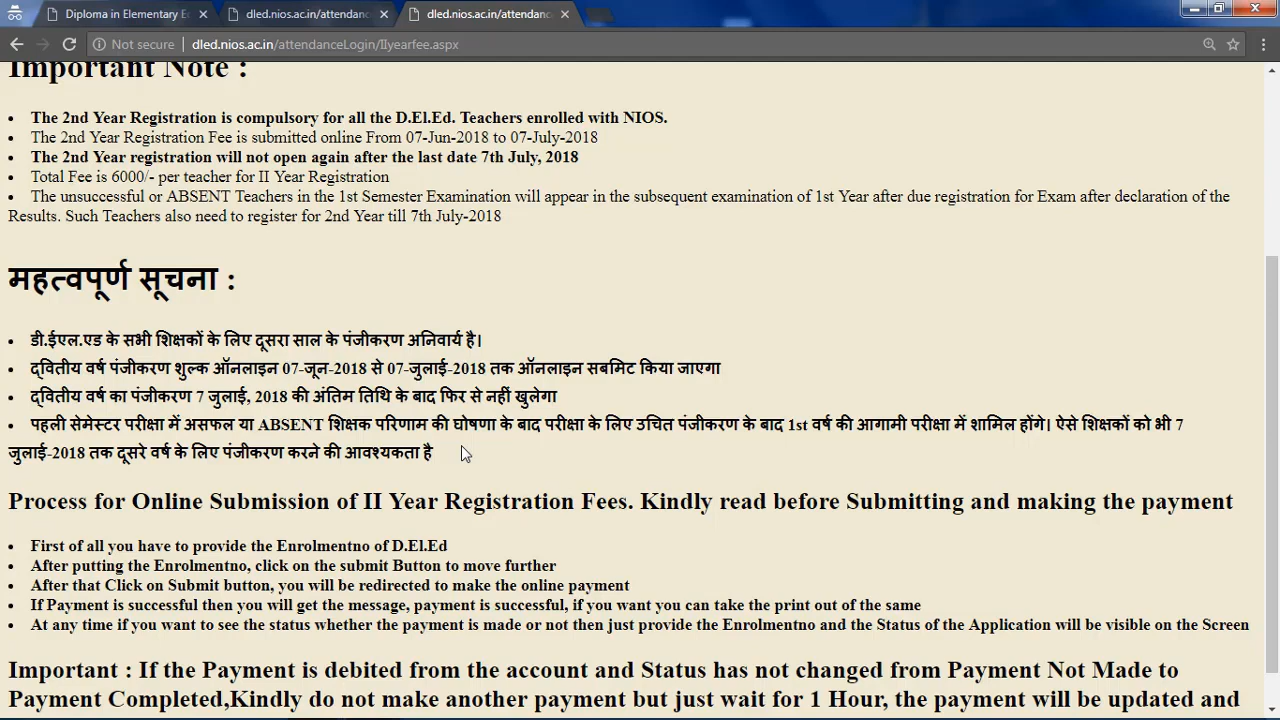 Diploma in Elementary E
dled.nios.ac.in/attendanc
dled.nios.ac.in/attendanc
Not secure dled.nios.ac.in/attendanceLogin/IIyearfee.aspx
Important Note :
• The 2nd Year Registration is compulsory for all the D.El.Ed. Teachers enrolled with NIOS.
• The 2nd Year Registration Fee is submitted online From 07-Jun-2018 to 07-July-2018
• The 2nd Year registration will not open again after the last date 7th July, 2018
• Total Fee is 6000/- per teacher for II Year Registration
• The unsuccessful or ABSENT Teachers in the 1st Semester Examination will appear in the subsequent examination of 1st Year after due registration for Exam after declaration of the
Results. Such Teachers also need to register for 2nd Year till 7th July-2018
महत्वपूर्ण सूचना :
• डी.ईएल.एड के सभी शिक्षकों के लिए दूसरा साल के पंजीकरण अनिवार्य है।
• द्वितीय वर्ष पंजीकरण शुल्क ऑनलाइन 07-जून-2018 से 07-जुलाई-2018 तक ऑनलाइन सबमिट किया जाएगा
• द्वितीय वर्ष का पंजीकरण 7 जुलाई, 2018 की अंतिम तिथि के बाद फिर से नहीं खुलेगा
• पहली सेमेस्टर परीक्षा में असफल या ABSENT शिक्षक परिणाम की घोषणा के बाद परीक्षा के लिए उचित पंजीकरण के बाद 1st वर्ष की आगामी परीक्षा में शामिल होंगे। ऐसे शिक्षकों को भी 7
जुलाई-2018 तक दूसरे वर्ष के लिए पंजीकरण करने की आवश्यकता है
Process for Online Submission of II Year Registration Fees. Kindly read before Submitting and making the payment
• First of all you have to provide the Enrolmentno of D.El.Ed
• After putting the Enrolmentno, click on the submit Button to move further
• After that Click on Submit button, you will be redirected to make the online payment
• If Payment is successful then you will get the message, payment is successful, if you want you can take the print out of the same
• At any time if you want to see the status whether the payment is made or not then just provide the Enrolmentno and the Status of the Application will be visible on the Screen
Important : If the Payment is debited from the account and Status has not changed from Payment Not Made to
Payment Completed,Kindly do not make another payment but just wait for 1 Hour, the payment will be updated and